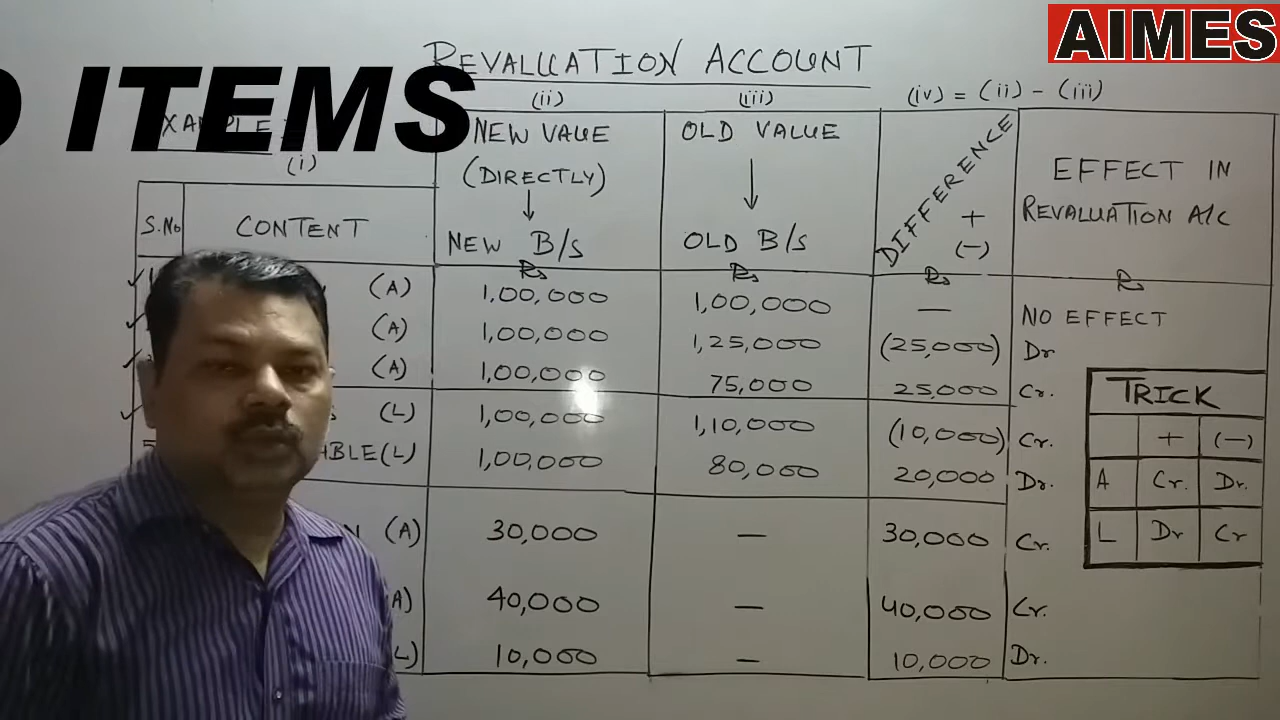 AIMES
REVALUATION ACCOUNT
ITEMS
(i)
(ii)
(iii)
(iv) = (ii) - (iii)
S.No
CONTENT
NEW VALUE
(DIRECTLY)
NEW B/S
OLD VALUE
OLD B/S
DIFFERENCE
+
(-)
EFFECT IN
REVALUATION A/C
Rs Rs Rs Rs
(A) 1,00,000 1,00,000 — NO EFFECT
(A) 1,00,000 1,25,000 (25,000) Dr
(A) 1,00,000 75,000 25,000 Cr.
(L) 1,00,000 1,10,000 (10,000) Cr.
(L) 1,00,000 80,000 20,000 Dr.
(A) 30,000 — 30,000 Cr.
A) 40,000 — 40,000 Cr.
L) 10,000 — 10,000 Dr.
TRICK
+ (-)
A Cr. Dr.
L Dr Cr